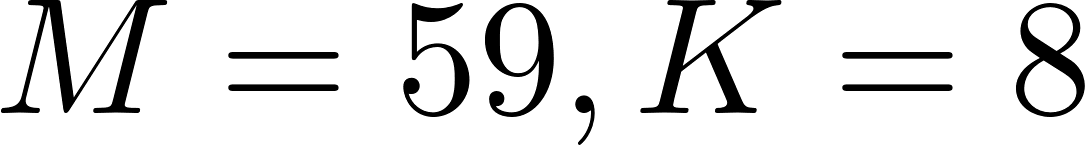 M = 59, K = 8